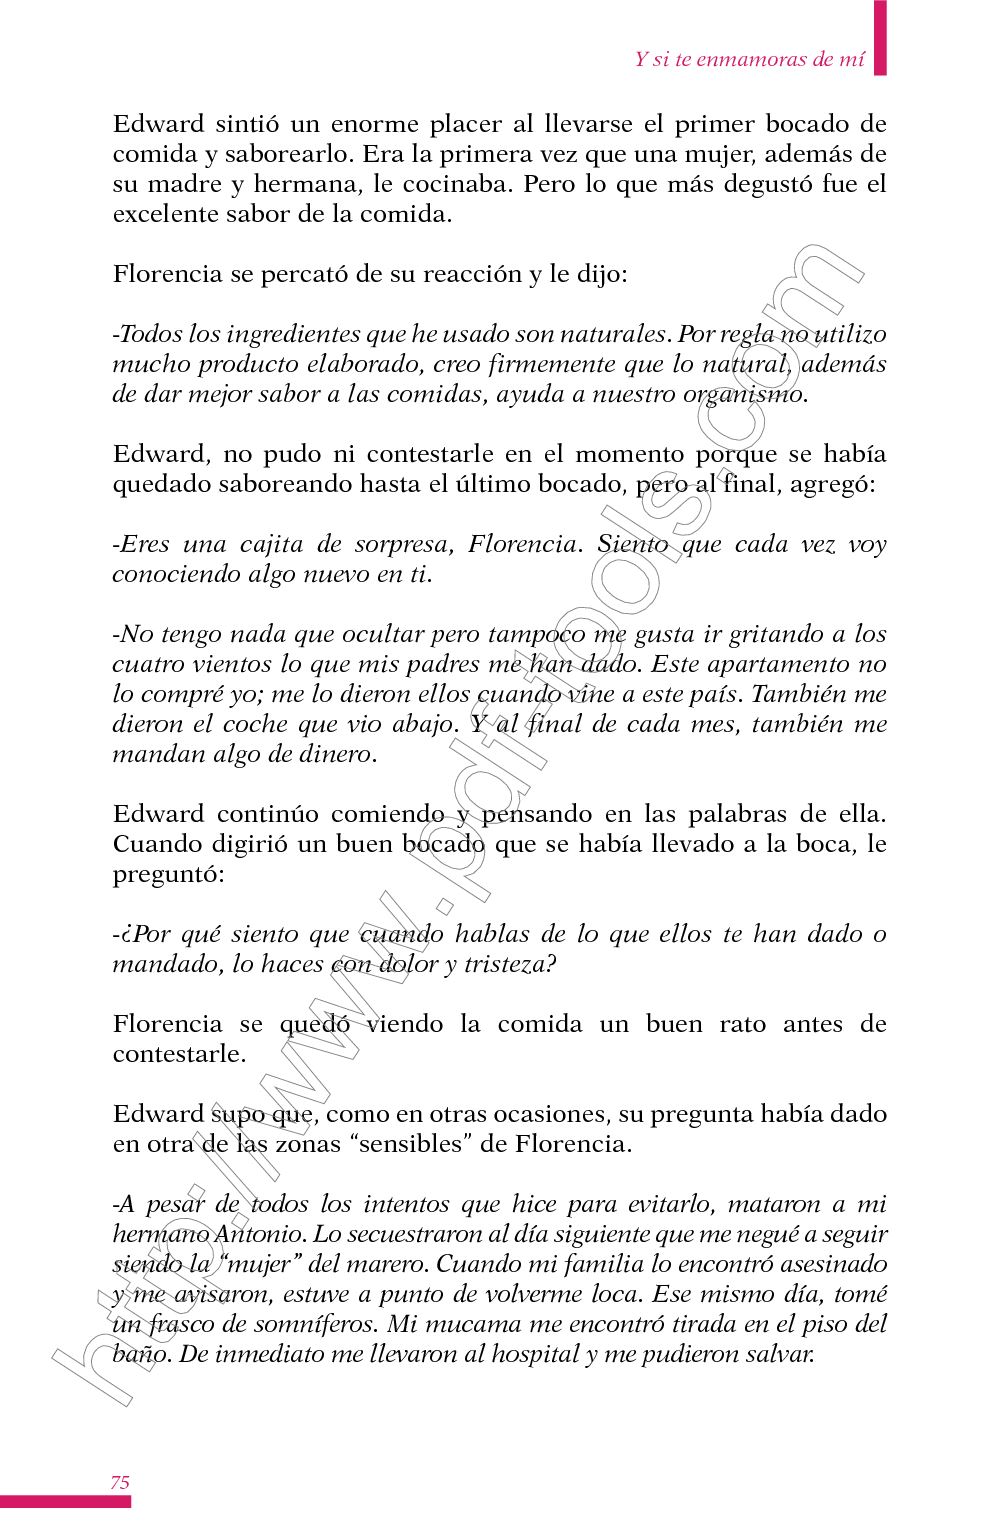 Y si te enmamoras de mí
Edward sintió un enorme placer al llevarse el primer bocado de
comida y saborearlo. Era la primera vez que una mujer, además de
su madre y hermana, le cocinaba. Pero lo que más degustó fue el
excelente sabor de la comida.
Florencia se percató de su reacción y le dijo:
-Todos los ingredientes que he usado son naturales. Por regla no utilizo
mucho producto elaborado, creo firmemente que lo natural, además
de dar mejor sabor a las comidas, ayuda a nuestro organismo.
Edward, no pudo ni contestarle en el momento porque se había
quedado saboreando hasta el último bocado, pero al final, agregó:
-Eres una cajita de sorpresa, Florencia. Siento que cada vez voy
conociendo algo nuevo en ti.
-No tengo nada que ocultar pero tampoco me gusta ir gritando a los
cuatro vientos lo que mis padres me han dado. Este apartamento no
lo compré yo; me lo dieron ellos cuando vine a este país. También me
dieron el coche que vio abajo. Y al final de cada mes, también me
mandan algo de dinero.
Edward continúo comiendo y pensando en las palabras de ella.
Cuando digirió un buen bocado que se había llevado a la boca, le
preguntó:
-¿Por qué siento que cuando hablas de lo que ellos te han dado o
mandado, lo haces con dolor y tristeza?
Florencia se quedó viendo la comida un buen rato antes de
contestarle.
Edward supo que, como en otras ocasiones, su pregunta había dado
en otra de las zonas “sensibles” de Florencia.
-A pesar de todos los intentos que hice para evitarlo, mataron a mi
hermano Antonio. Lo secuestraron al día siguiente que me negué a seguir
siendo la “mujer” del marero. Cuando mi familia lo encontró asesinado
y me avisaron, estuve a punto de volverme loca. Ese mismo día, tomé
un frasco de somníferos. Mi mucama me encontró tirada en el piso del
baño. De inmediato me llevaron al hospital y me pudieron salvar.
75
http://www.pdf-tools.com